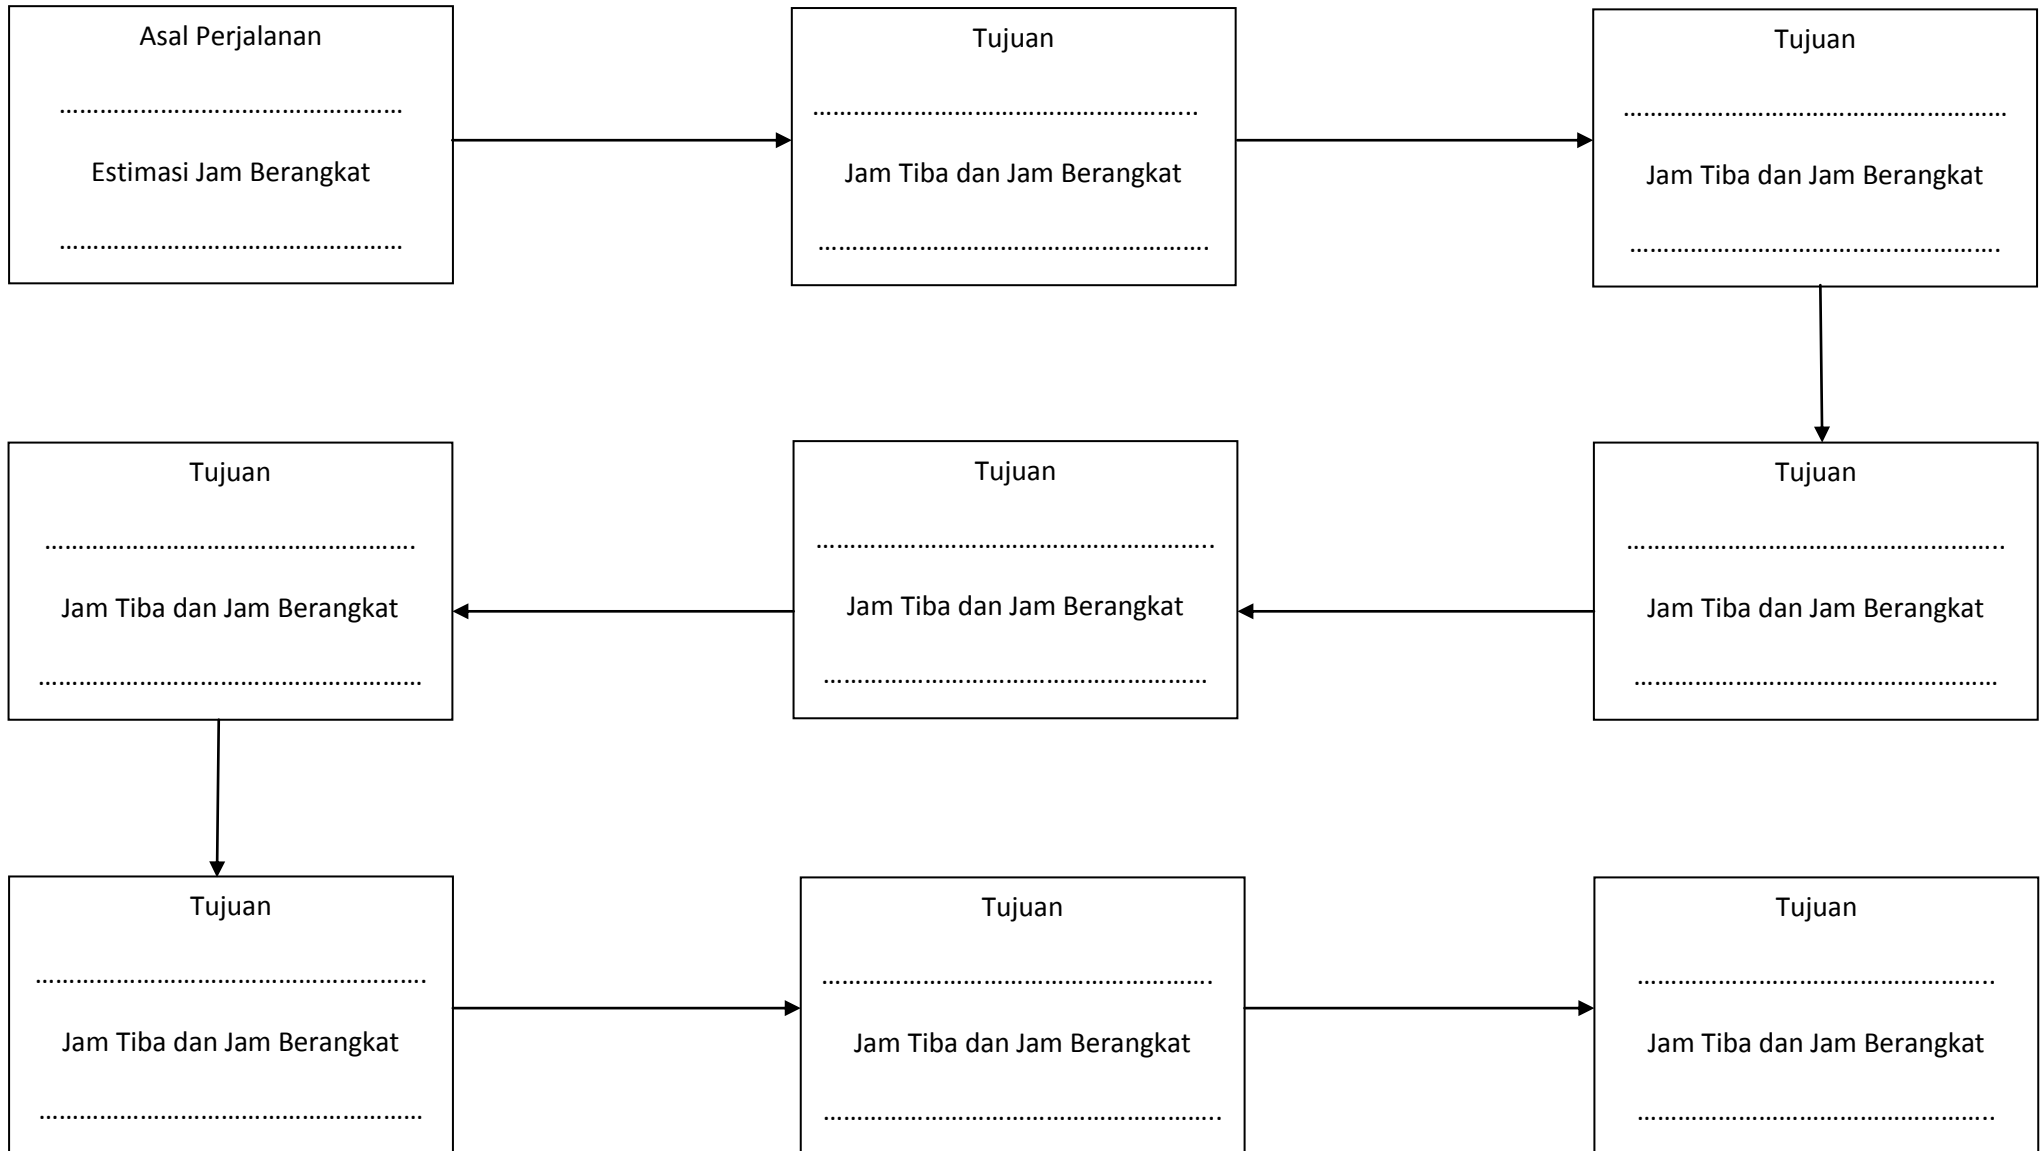 Asal Perjalanan
……………………………………………
Estimasi Jam Berangkat
……………………………………………
Tujuan
………………………………………………..
Jam Tiba dan Jam Berangkat
………………………………………………….
Tujuan
…………………………………………………
Jam Tiba dan Jam Berangkat
……………………………………………….
Tujuan
………………………………………………..
Jam Tiba dan Jam Berangkat
………………………………………………
Tujuan
…………………………………………………..
Jam Tiba dan Jam Berangkat
…………………………………………………
Tujuan
……………………………………………….
Jam Tiba dan Jam Berangkat
…………………………………………………
Tujuan
………………………………………………….
Jam Tiba dan Jam Berangkat
…………………………………………………
Tujuan
………………………………………………….
Jam Tiba dan Jam Berangkat
…………………………………………………..
Tujuan
……………………………………………..
Jam Tiba dan Jam Berangkat
……………………………………………..